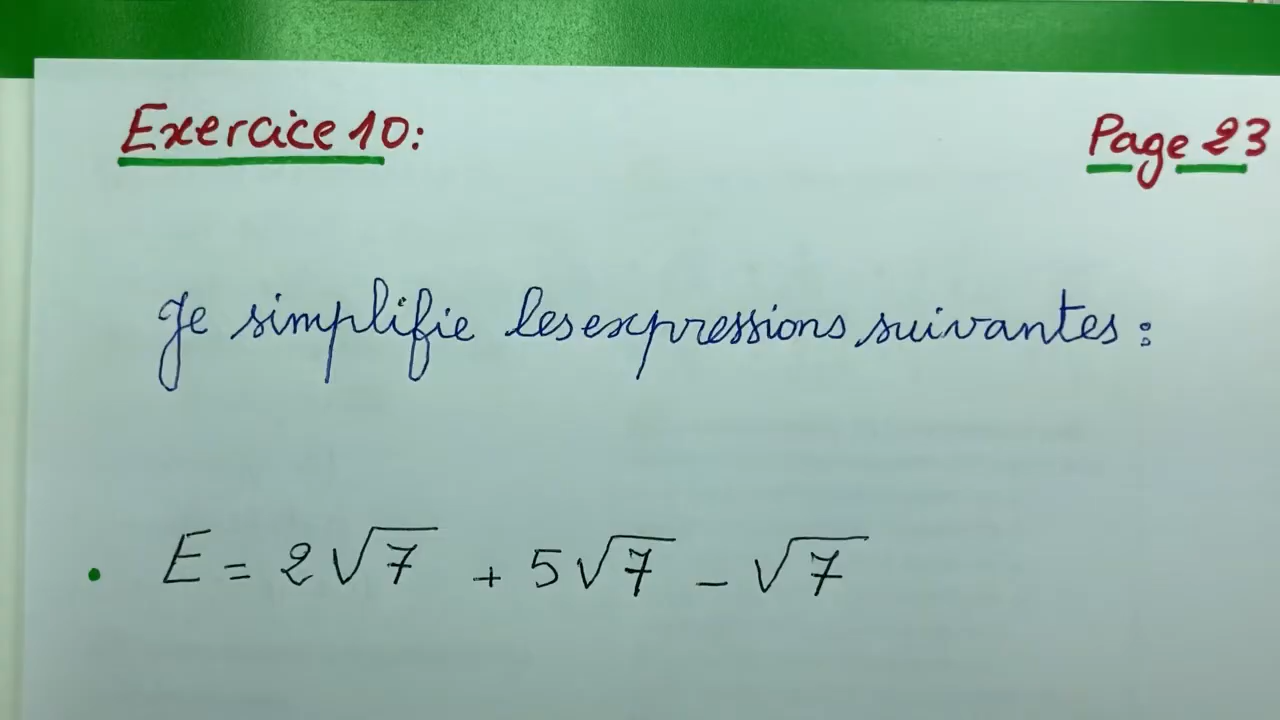 Exercice 10:
Page 23
Je simplifie les expressions suivantes :
. E = 2√7 + 5√7 - √7